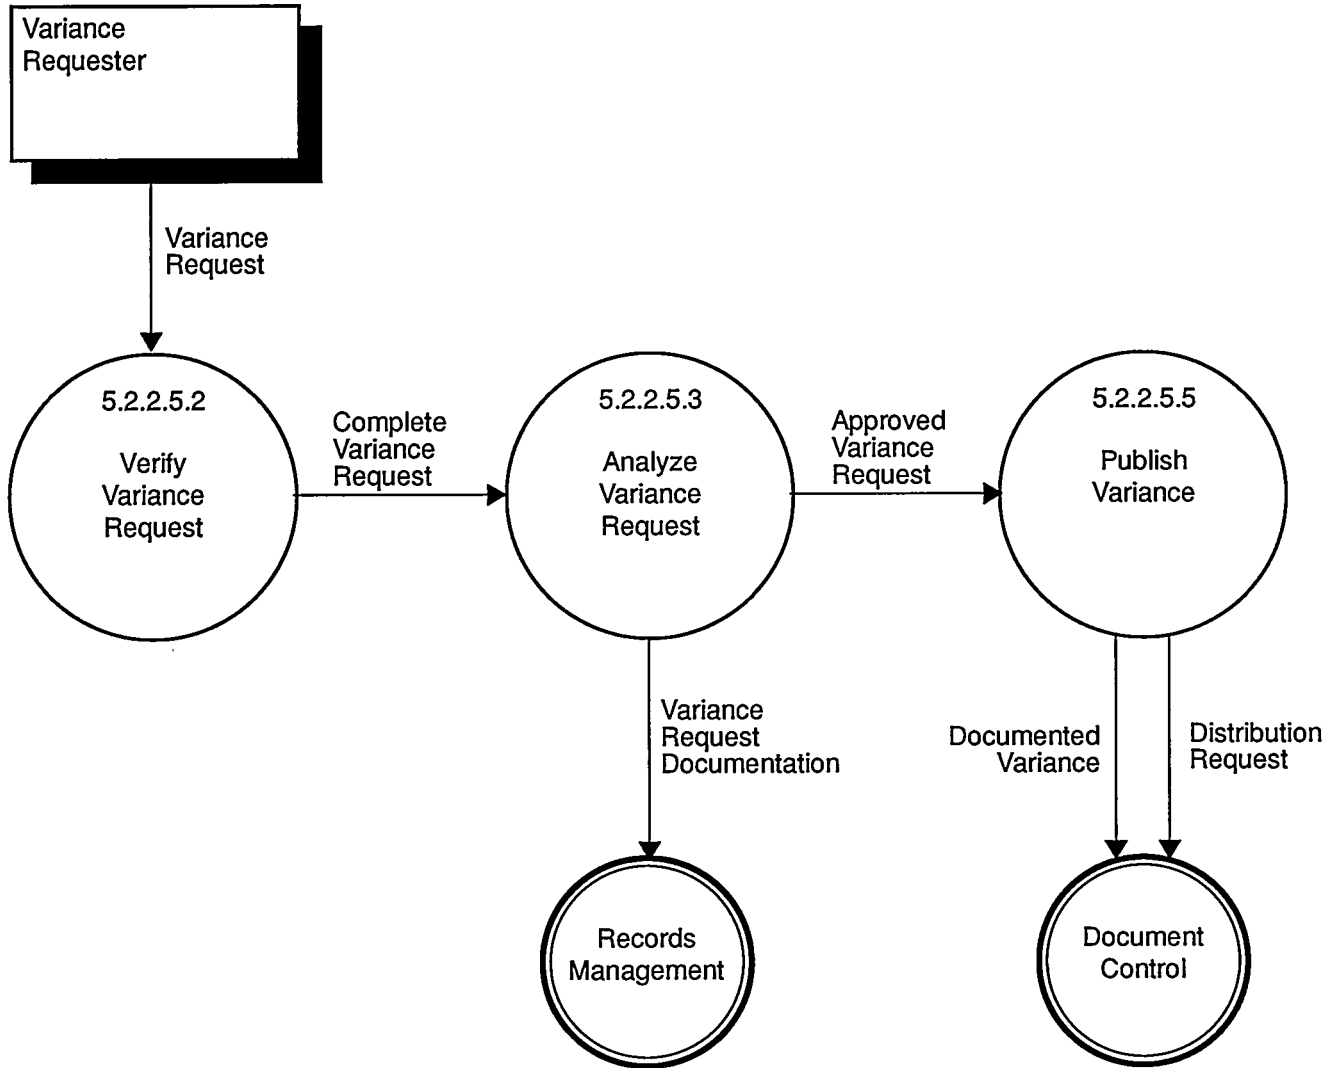 Variance
Requester
Variance
Request
5.2.2.5.2
Verify
Variance
Request
Complete
Variance
Request
5.2.2.5.3
Analyze
Variance
Request
Approved
Variance
Request
5.2.2.5.5
Publish
Variance
Variance
Request
Documentation
Documented
Variance
Distribution
Request
Records
Management
Document
Control